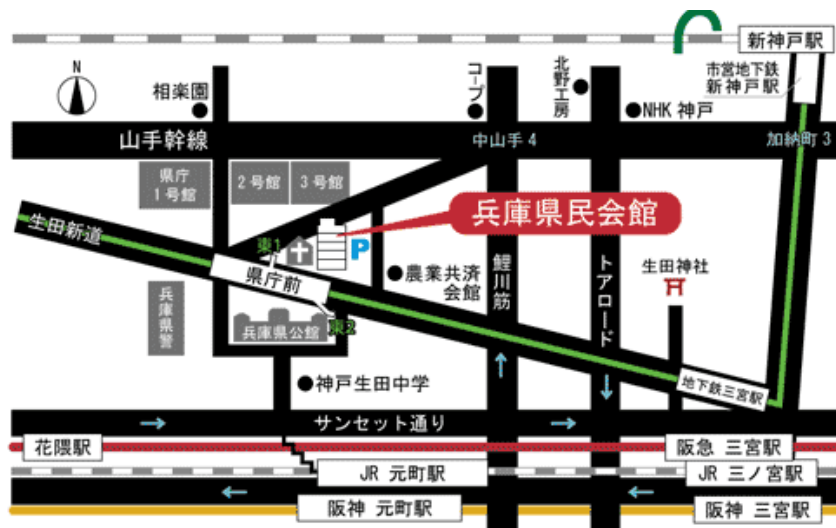 新神戸駅
N
市営地下鉄
新神戸駅
相楽園
コープ
北野工房
NHK 神戸
山手幹線
中山手4
加納町3
県庁
1号館
2号館
3号館
兵庫県民会館
生田新道
東1
P
県庁前
農業共済
会館
鯉川筋
トアロード
生田神社
兵庫県警
兵庫県公館
東2
神戸生田中学
地下鉄三宮駅
サンセット通り
花隈駅
阪急 三宮駅
JR 元町駅
JR 三ノ宮駅
阪神 元町駅
阪神 三宮駅